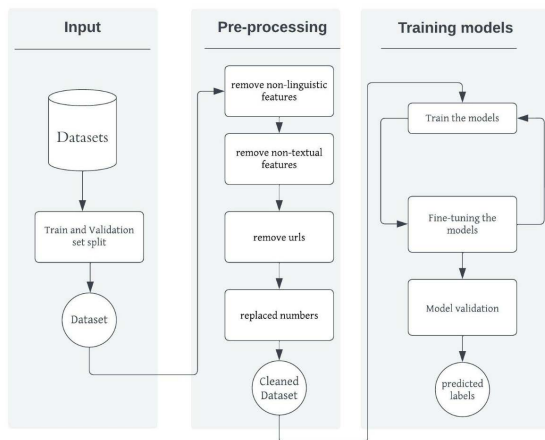 Input
Datasets
Train and Validation
set split
Dataset
Pre-processing
remove non-linguistic
features
remove non-textual
features
remove urls
replaced numbers
Cleaned
Dataset
Training models
Train the models
Fine-tuning the
models
Model validation
predicted
labels